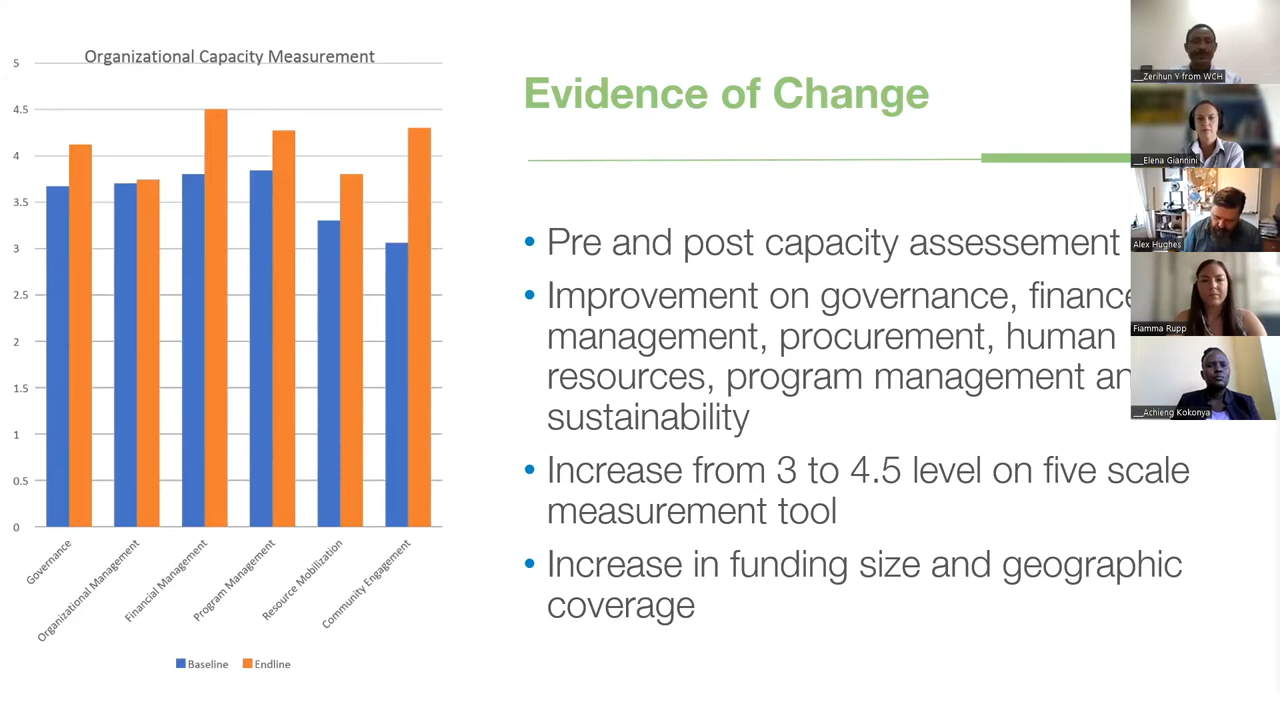 Organizational Capacity Measurement
5
4.5
4
3.5
3
2.5
2
1.5
1
0.5
0
Governance
Organizational Management
Financial Management
Program Management
Resource Mobilization
Community Engagement
Baseline
Endline
Evidence of Change
• Pre and post capacity assessement
• Improvement on governance, finance
management, procurement, human
resources, program management an
sustainability
• Increase from 3 to 4.5 level on five scale
measurement tool
• Increase in funding size and geographic
coverage
__Zerihun Y from WCH
__Elena Giannini
Alex Hughes
Fiamma Rupp
__Achieng Kokonya